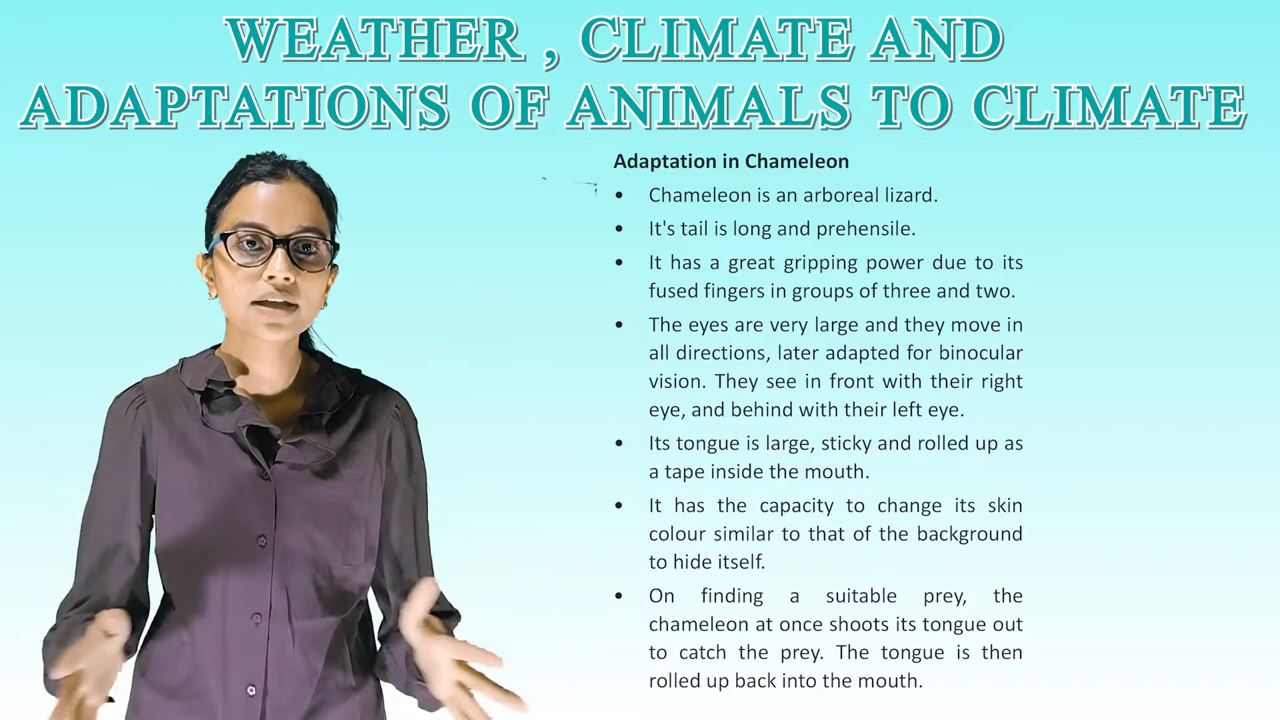 WEATHER , CLIMATE AND
ADAPTATIONS OF ANIMALS TO CLIMATE
Adaptation in Chameleon
• Chameleon is an arboreal lizard.
• It's tail is long and prehensile.
• It has a great gripping power due to its
fused fingers in groups of three and two.
• The eyes are very large and they move in
all directions, later adapted for binocular
vision. They see in front with their right
eye, and behind with their left eye.
• Its tongue is large, sticky and rolled up as
a tape inside the mouth.
• It has the capacity to change its skin
colour similar to that of the background
to hide itself.
• On finding a suitable prey, the
chameleon at once shoots its tongue out
to catch the prey. The tongue is then
rolled up back into the mouth.